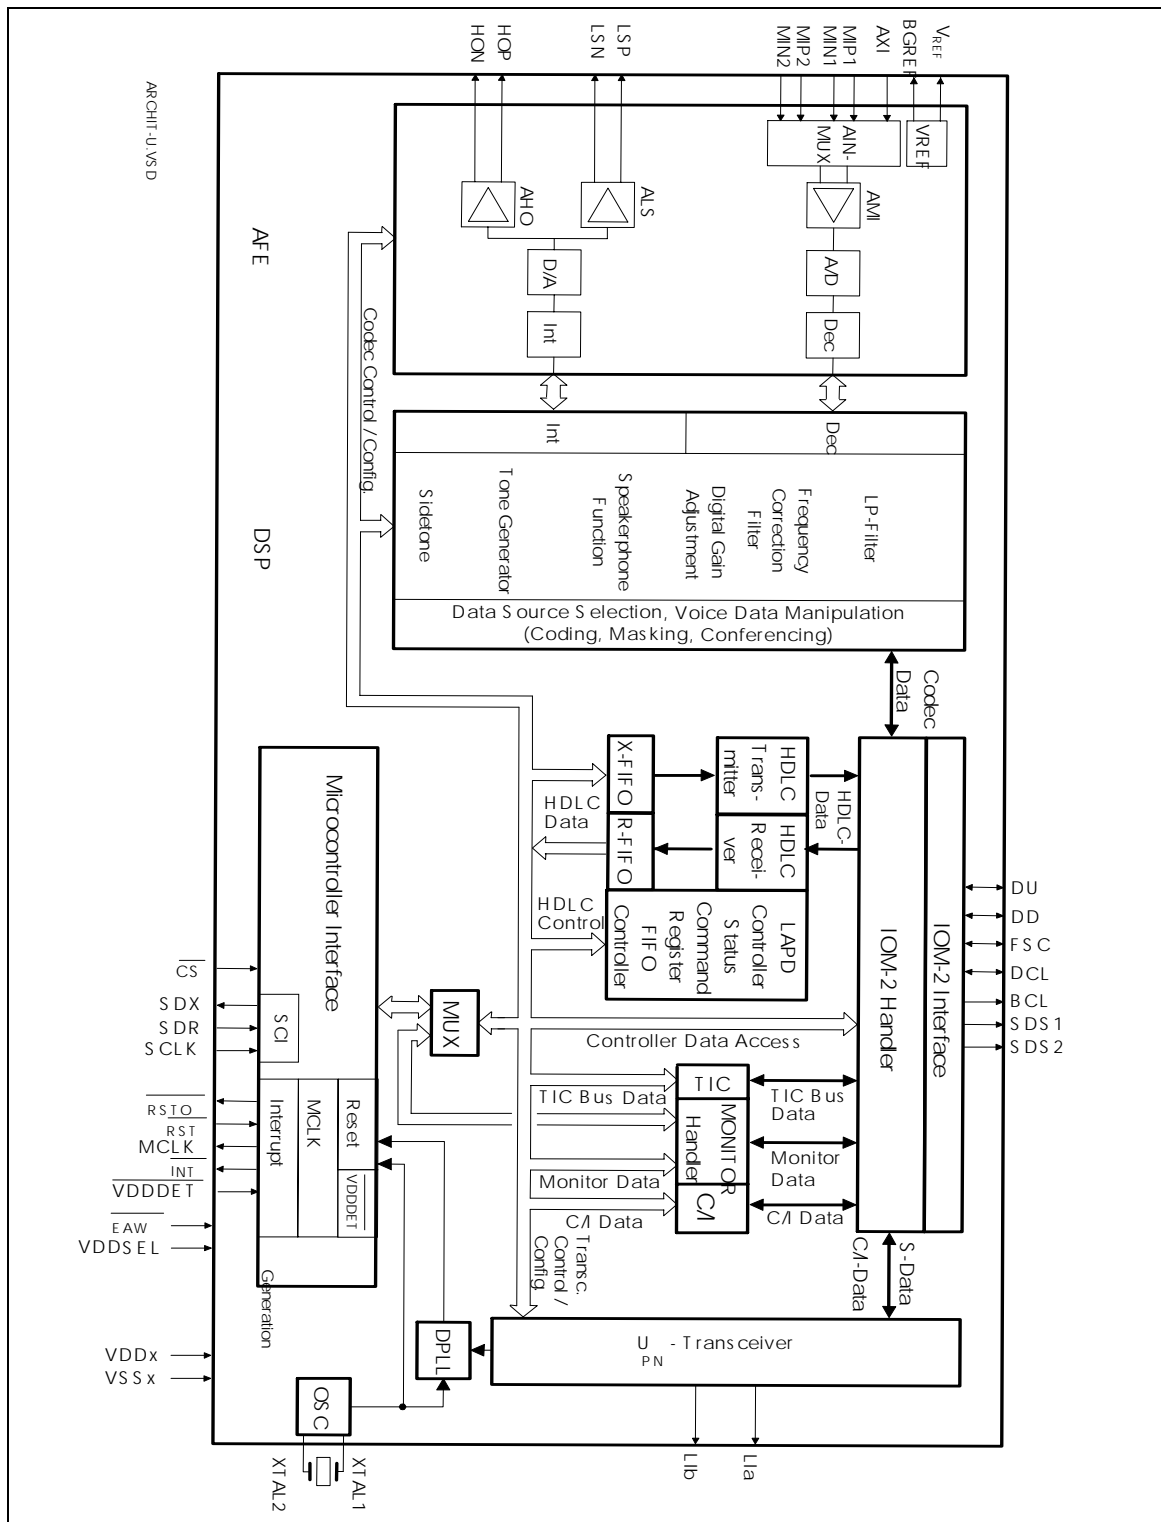 HON
HOP
LSN
LSP
MIN2
MIP2
MIN1
MIP1
AXI
BGREF
VREF
ARCHIT-U.VSD
AIN-
MUX
VREF
AHO
ALS
AMI
AFE
D/A
A/D
Int
Dec
Codec Control / Config.
Int
Dec
DSP
Sidetone
Tone Generator
Speakerphone
Function
Digital Gain
Adjustment
Frequency
Correction
Filter
LP-Filter
Data Source Selection, Voice Data Manipulation
(Coding, Masking, Conferencing)
Codec
Data
X-FIFO
HDLC
Trans-
mitter
HDLC-
Data
HDLC
Data
R-FIFO
HDLC
Recei-
ver
HDLC
Control
LAPD
Controller
Status
Command
Register
FIFO
Controller
IOM-2 Handler
IOM-2 Interface
DU
DD
FSC
DCL
BCL
SDS1
SDS2
Microcontroller Interface
CS
SDX
SDR
SCLK
SCI
MUX
Controller Data Access
TIC
TIC Bus Data
TIC Bus
Data
MONITOR
Handler
Monitor Data
Monitor
Data
C/I
C/I Data
C/I Data
RSTO
RST
MCLK
INT
VDDDET
EAW
VDDSEL
Reset
VDDDET
MCLK
Interrupt
Generation
Transc.
Control /
Config.
S-Data
C/I-Data
VDDx
VSSx
DPLL
UPN - Transceiver
OSC
XTAL2
XTAL1
LIb
LIa